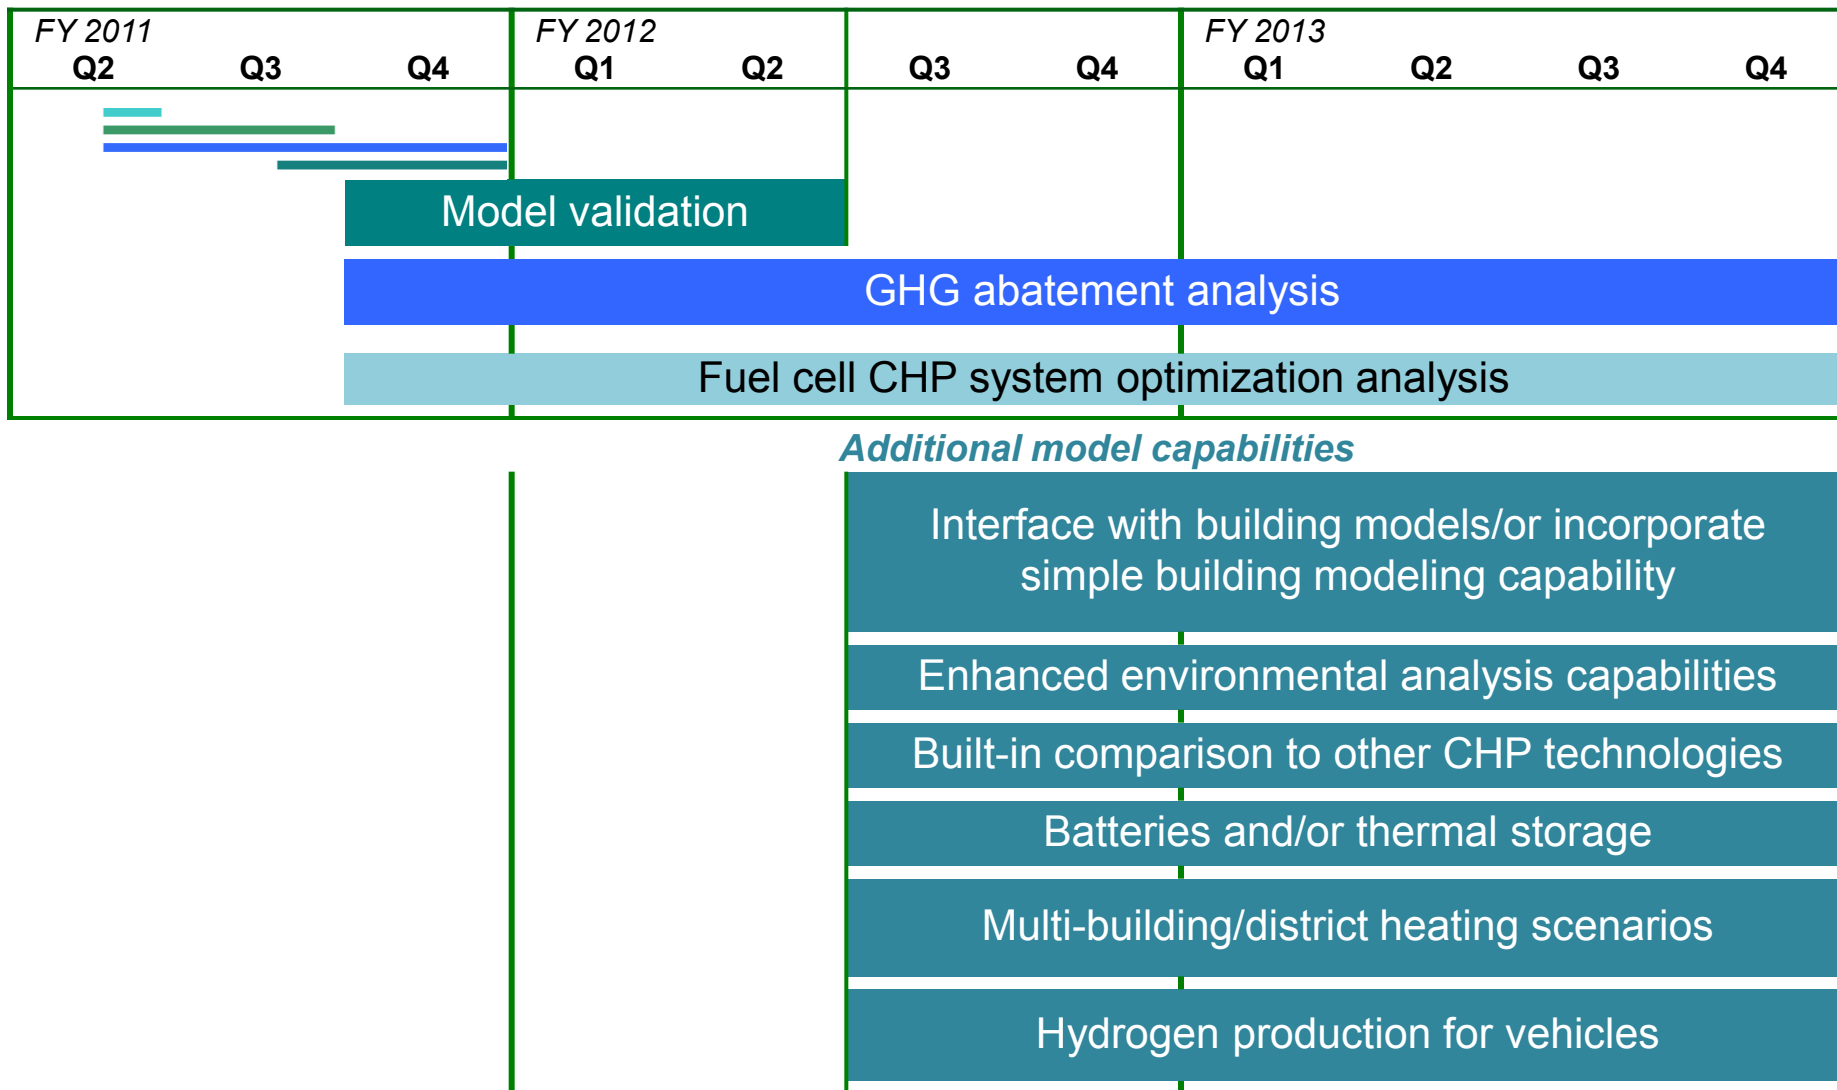 FY 2011 FY 2012 FY 2013
Q2 Q3 Q4 Q1 Q2 Q3 Q4 Q1 Q2 Q3 Q4
Model validation
GHG abatement analysis
Fuel cell CHP system optimization analysis
Additional model capabilities
Interface with building models/or incorporate
simple building modeling capability
Enhanced environmental analysis capabilities
Built-in comparison to other CHP technologies
Batteries and/or thermal storage
Multi-building/district heating scenarios
Hydrogen production for vehicles